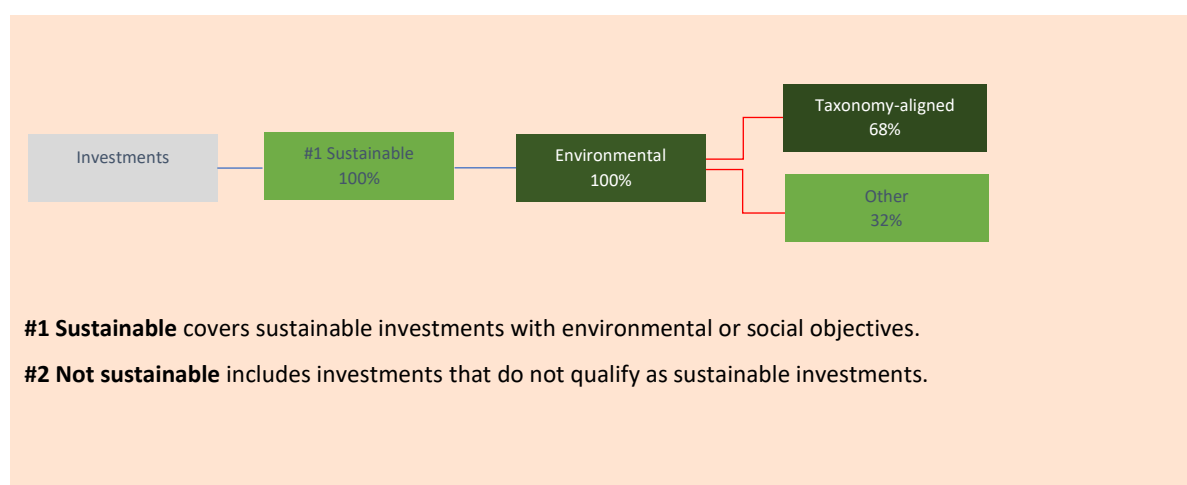 Investments
#1 Sustainable
100%
Environmental
100%
Taxonomy-aligned
68%
Other
32%
#1 Sustainable covers sustainable investments with environmental or social objectives.
#2 Not sustainable includes investments that do not qualify as sustainable investments.